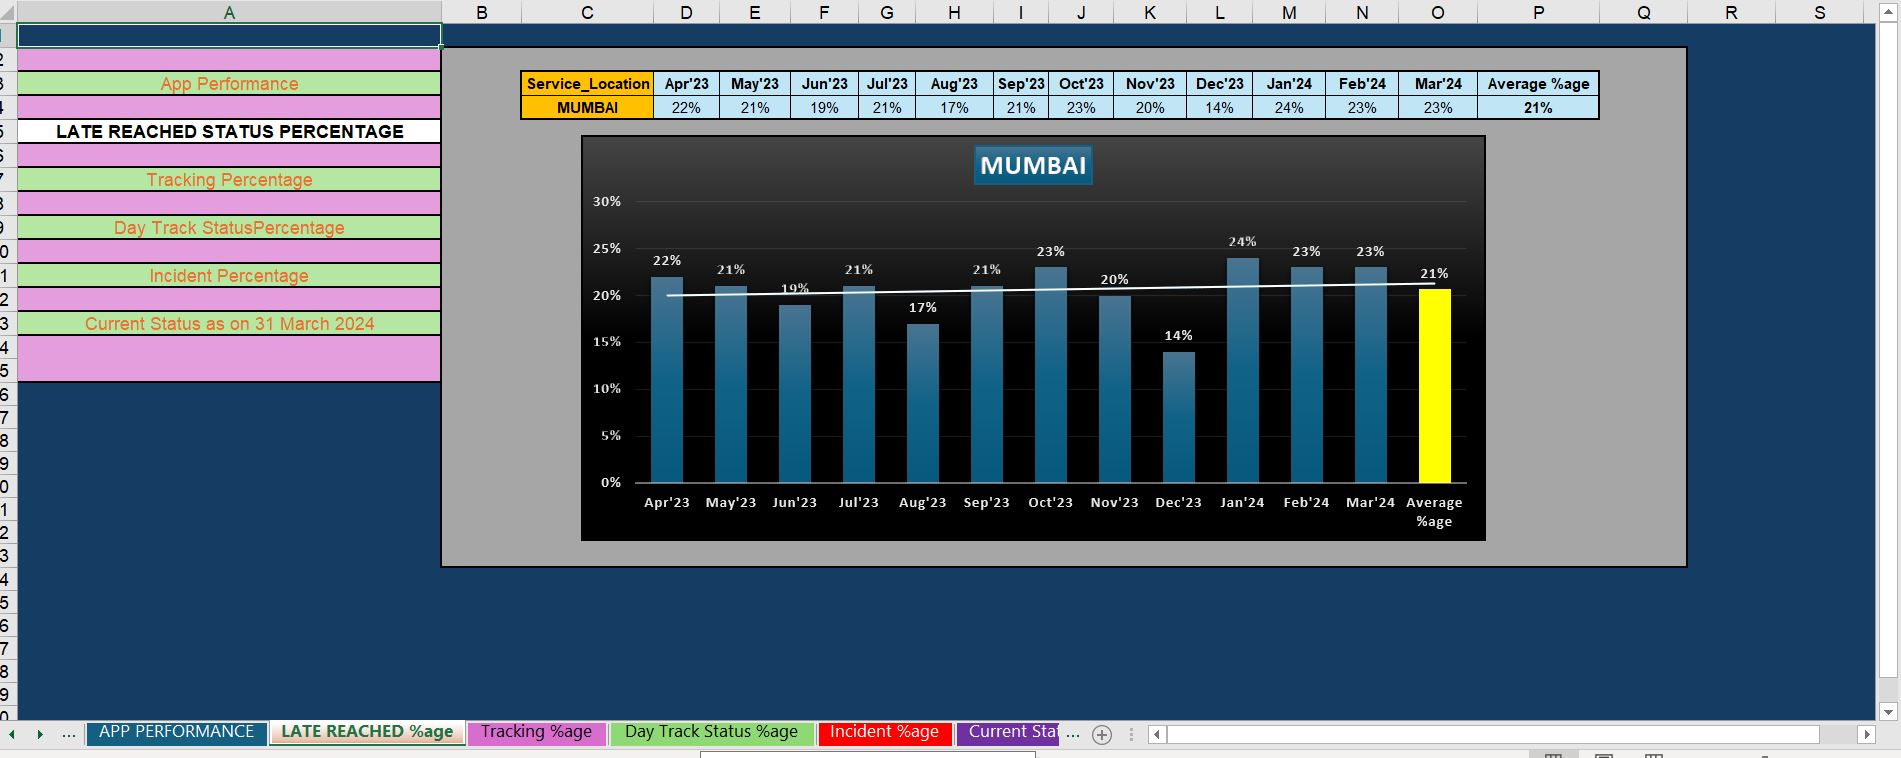 A B C D E F G H I J K L M N O P Q R S
App Performance
LATE REACHED STATUS PERCENTAGE
Tracking Percentage
Day Track StatusPercentage
Incident Percentage
Current Status as on 31 March 2024
Service_Location Apr'23 May'23 Jun'23 Jul'23 Aug'23 Sep'23 Oct'23 Nov'23 Dec'23 Jan'24 Feb'24 Mar'24 Average %age
MUMBAI 22% 21% 19% 21% 17% 21% 23% 20% 14% 24% 23% 23% 21%
MUMBAI
30%
25%
20%
15%
10%
5%
0%
22% 21% 19% 21% 17% 21% 23% 20% 14% 24% 23% 23% 21%
Apr'23 May'23 Jun'23 Jul'23 Aug'23 Sep'23 Oct'23 Nov'23 Dec'23 Jan'24 Feb'24 Mar'24 Average
%age
... APP PERFORMANCE LATE REACHED %age Tracking %age Day Track Status %age Incident %age Current Stat ...